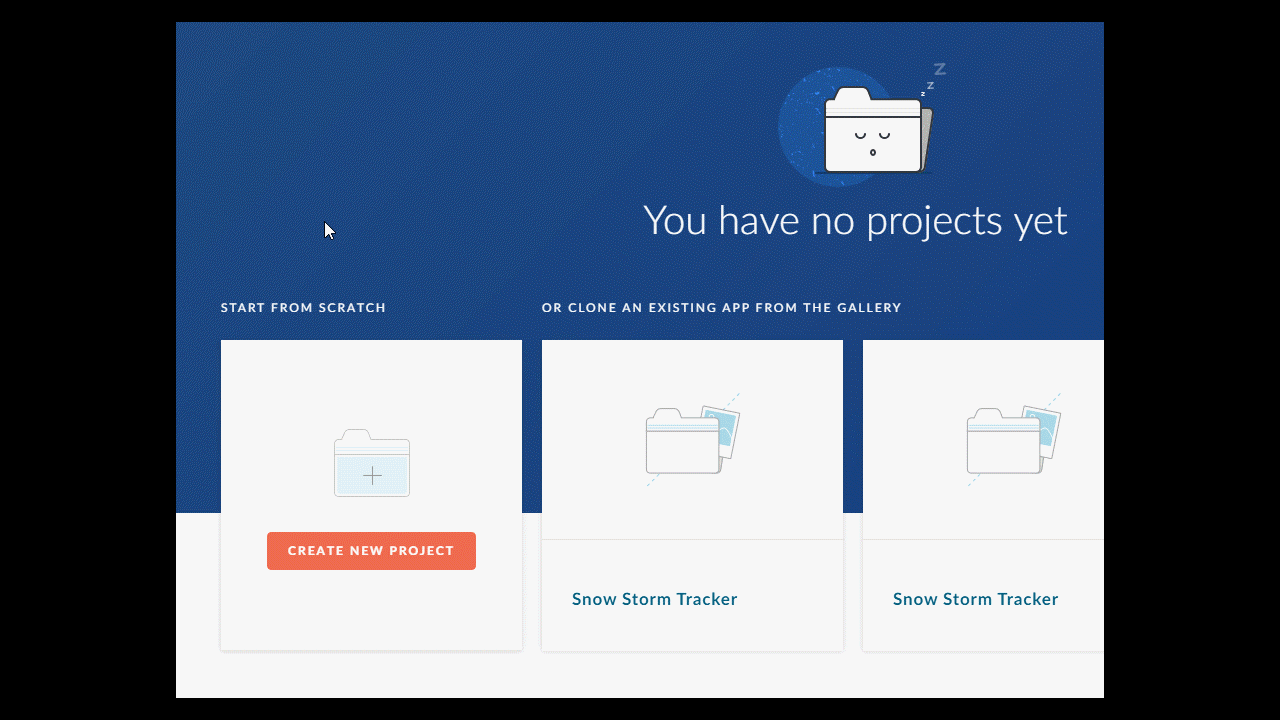 z
z
z
You have no projects yet
START FROM SCRATCH
OR CLONE AN EXISTING APP FROM THE GALLERY
CREATE NEW PROJECT
Snow Storm Tracker
Snow Storm Tracker